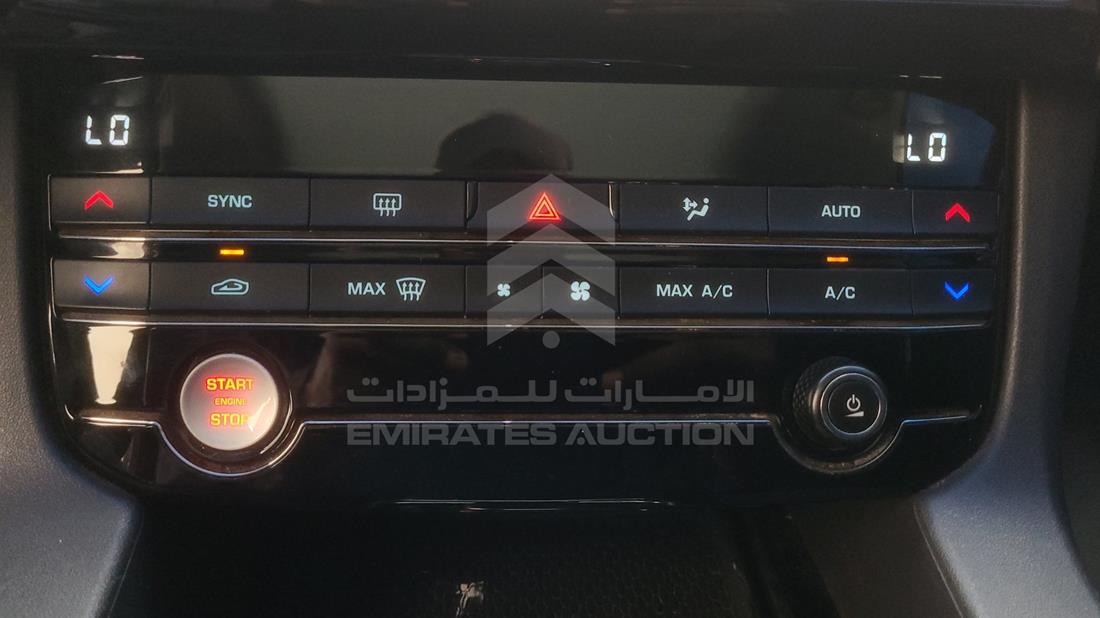 LO LO
SYNC AUTO
MAX MAX A/C A/C
START
ENGINE
STOP
الامارات للمزادات
EMIRATES AUCTION